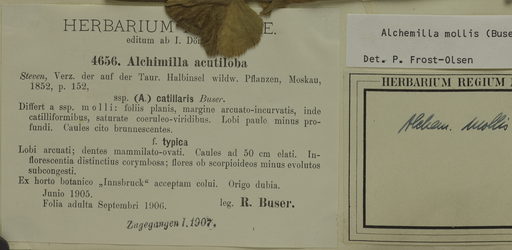 HERBARIUM
editum ab I. Dö
4656. Alchimilla acutiloba
Steven, Verz. der auf der Taur. Halbinsel wildw. Pflanzen, Moskau,
1852, p. 152.
ssp. (A.) catillaris Buser.
Differt a ssp. molli: foliis planis, margine arcuato-incurvatis, inde
catilliformibus, saturate coeruleo-viridibus. Lobi paulo minus pro-
fundi. Caules cito brunnescentes.
f. typica
Lobi arcuati; dentes mammilato-ovati. Caules ad 50 cm elati. In-
florescentia distinctius corymbosa; flores ob scorpioideos minus evolutos
subcongesti.
Ex horto botanico „Innsbruck“ acceptam colui. Origo dubia.
Junio 1905.
Folia adulta Septembri 1906. leg. R. Buser.
Zugegangen I. 1907.
Alchemilla mollis (Buse
Det. P. Frost-Olsen
HERBARIUM REGIUM
Alchem. mollis